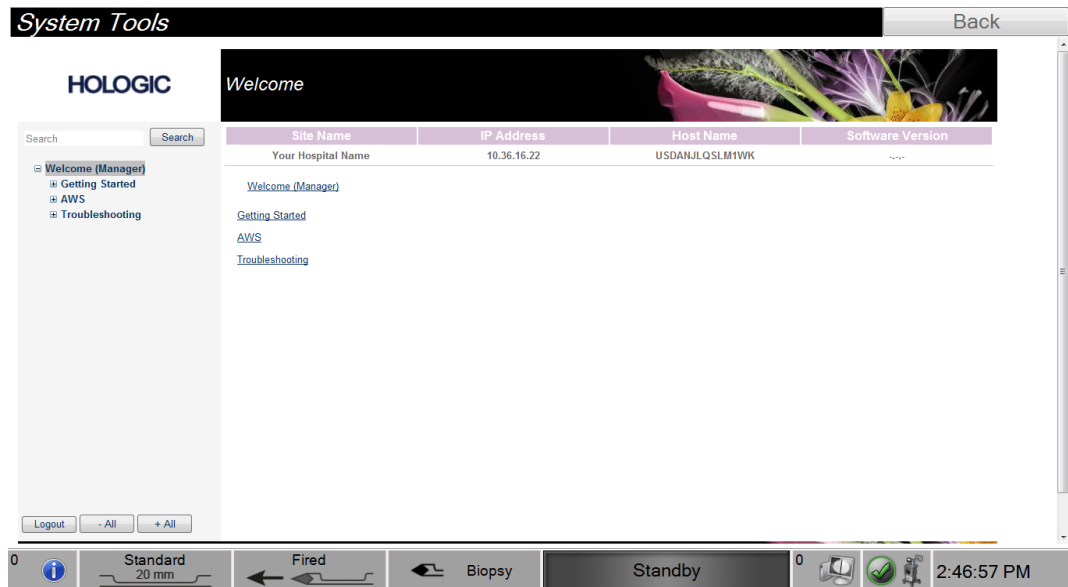 System Tools
Back
HOLOGIC
Welcome
Search
Search
Site Name
IP Address
Host Name
Software Version
Your Hospital Name
10.36.16.22
USDANJLQSLM1WK
-.-.-
Welcome (Manager)
Getting Started
AWS
Troubleshooting
Welcome (Manager)
Getting Started
AWS
Troubleshooting
Logout
- All
+ All
0
Standard
20 mm
Fired
Biopsy
Standby
0
2:46:57 PM